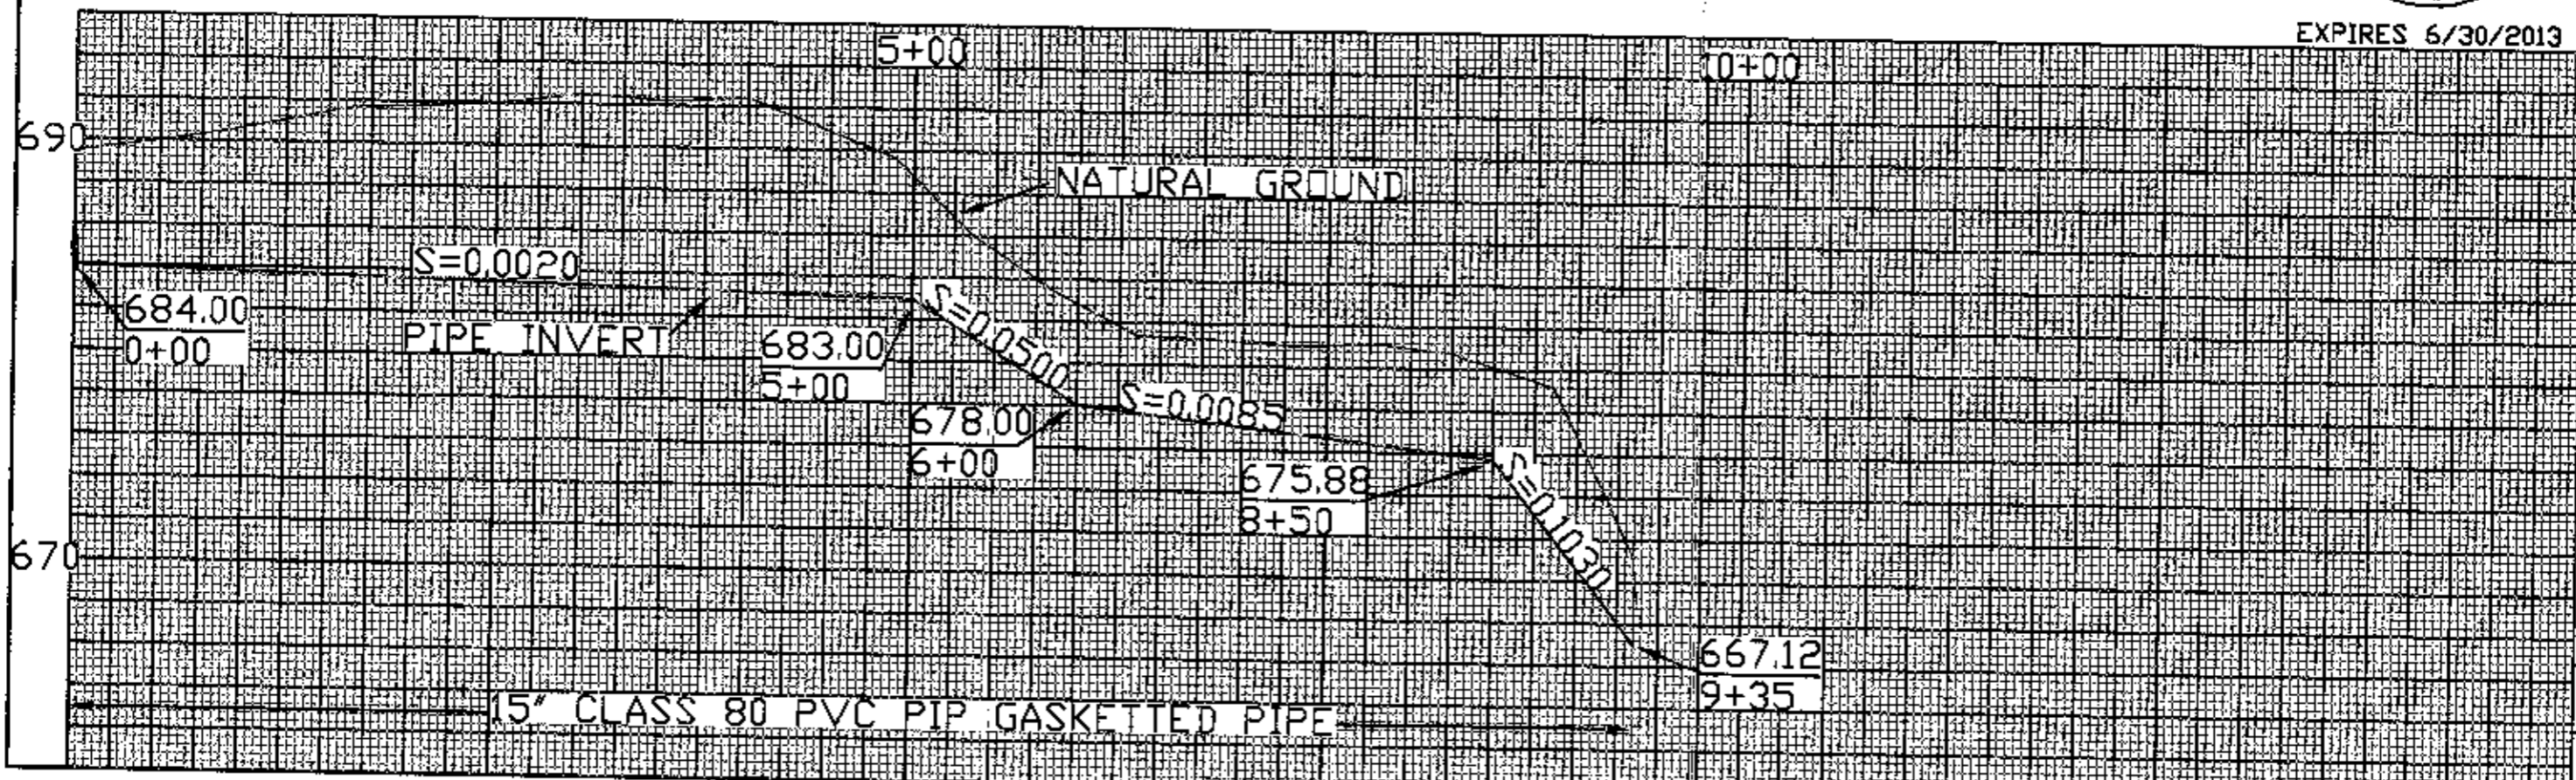 EXPIRES 6/30/2013
5+00
10+00
690
NATURAL GROUND
S=0.0020
684.00
0+00
PIPE INVERT
683.00
5+00
S=0.0500
678.00
6+00
S=0.0085
675.88
8+50
S=0.1030
670
667.12
9+35
15" CLASS 80 PVC PIP GASKETTED PIPE